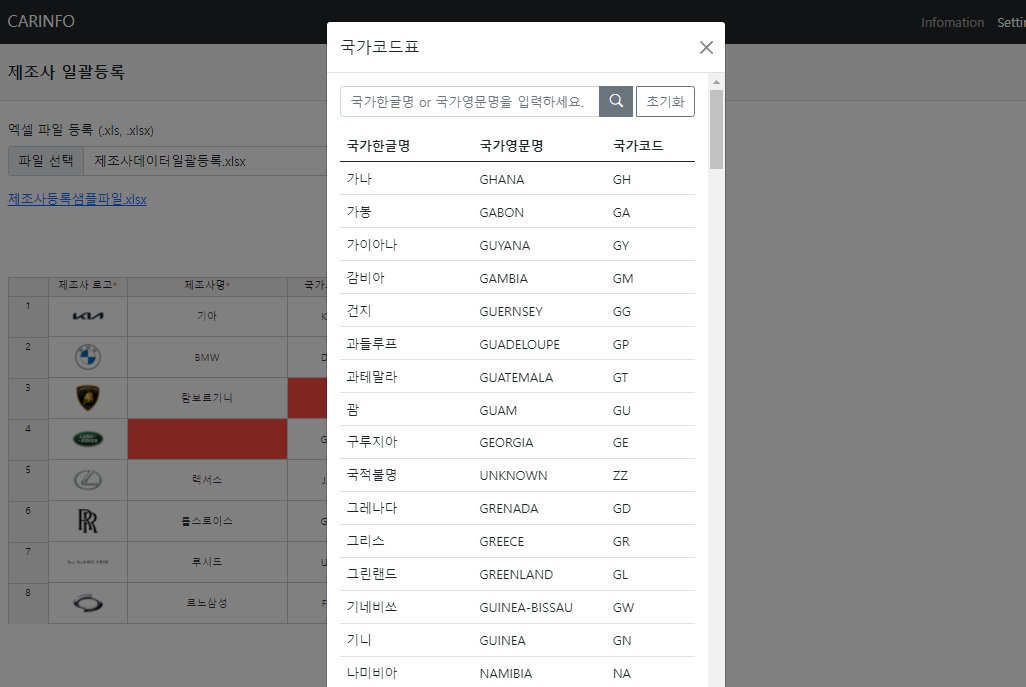 CARINFO
Infomation
제조사 일괄등록
엑셀 파일 등록 (.xls, .xlsx)
파일 선택 제조사데이터일괄등록.xlsx
제조사등록샘플파일.xlsx
제조사 로고* 제조사명*
1 기아
2 BMW
3 람보르기니
4
5 렉서스
6 롤스로이스
7 루시드
8 르노삼성
국가코드표
국가한글명 or 국가영문명을 입력하세요. 초기화
국가한글명 국가영문명 국가코드
가나 GHANA GH
가봉 GABON GA
가이아나 GUYANA GY
감비아 GAMBIA GM
건지 GUERNSEY GG
과들루프 GUADELOUPE GP
과테말라 GUATEMALA GT
괌 GUAM GU
구루지아 GEORGIA GE
국적불명 UNKNOWN ZZ
그레나다 GRENADA GD
그리스 GREECE GR
그린랜드 GREENLAND GL
기네비쓰 GUINEA-BISSAU GW
기니 GUINEA GN
나미비아 NAMIBIA NA